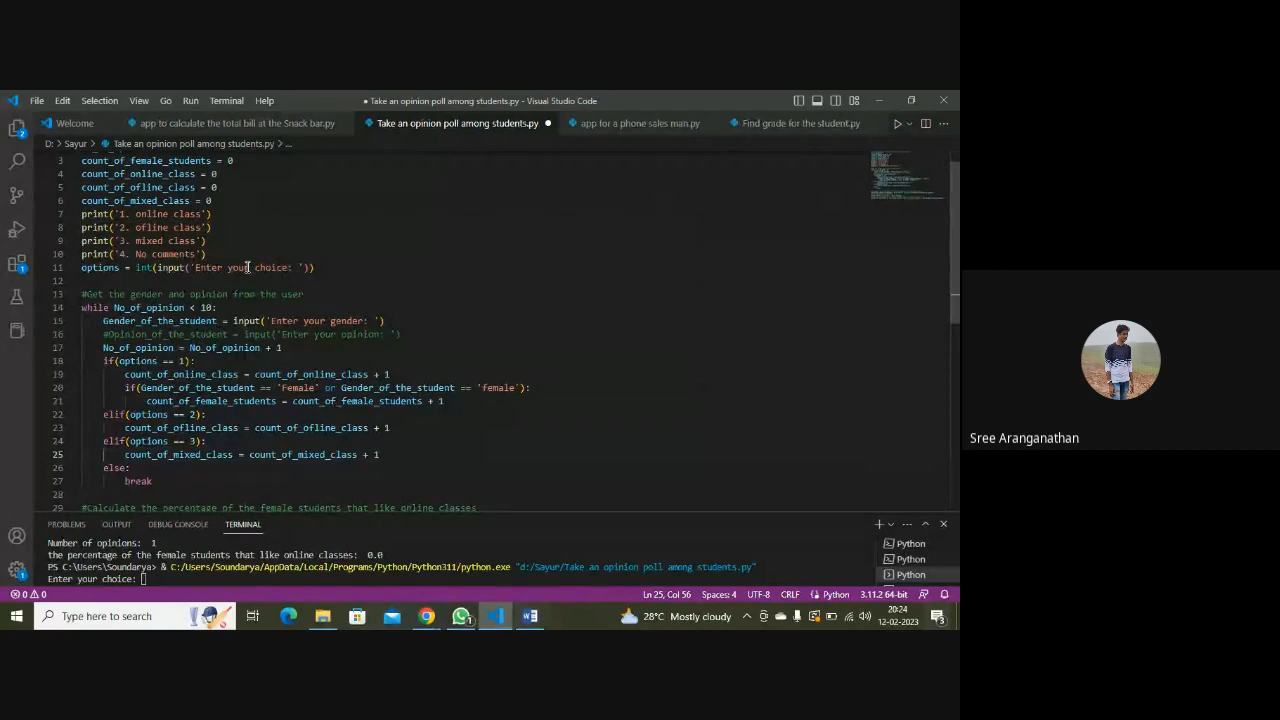 File Edit Selection View Go Run Terminal Help
● Take an opinion poll among students.py - Visual Studio Code
Welcome
app to calculate the total bill at the Snack bar.py
Take an opinion poll among students.py ●
app for a phone sales man.py
Find grade for the student.py
D: > Sayur > Take an opinion poll among students.py > ...
3 count_of_female_students = 0
4 count_of_online_class = 0
5 count_of_ofline_class = 0
6 count_of_mixed_class = 0
7 print('1. online class')
8 print('2. ofline class')
9 print('3. mixed class')
10 print('4. No comments')
11 options = int(input('Enter your choice: '))
12
13 #Get the gender and opinion from the user
14 while No_of_opinion < 10:
15 Gender_of_the_student = input('Enter your gender: ')
16 #Opinion_of_the_student = input('Enter your opinion: ')
17 No_of_opinion = No_of_opinion + 1
18 if(options == 1):
19 count_of_online_class = count_of_online_class + 1
20 if(Gender_of_the_student == 'Female' or Gender_of_the_student == 'female'):
21 count_of_female_students = count_of_female_students + 1
22 elif(options == 2):
23 count_of_ofline_class = count_of_ofline_class + 1
24 elif(options == 3):
25 count_of_mixed_class = count_of_mixed_class + 1
26 else:
27 break
28
29 #Calculate the percentage of the female students that like online classes
Sree Aranganathan
PROBLEMS OUTPUT DEBUG CONSOLE TERMINAL
Number of opinions: 1
the percentage of the female students that like online classes: 0.0
PS C:\Users\Soundarya> & C:/Users/Soundarya/AppData/Local/Programs/Python/Python311/python.exe "d:/Sayur/Take an opinion poll among students.py"
Enter your choice:
Python
Python
Python
0 0
Ln 25, Col 56 Spaces: 4 UTF-8 CRLF Python 3.11.2 64-bit
Type here to search
28°C Mostly cloudy
20:24
12-02-2023